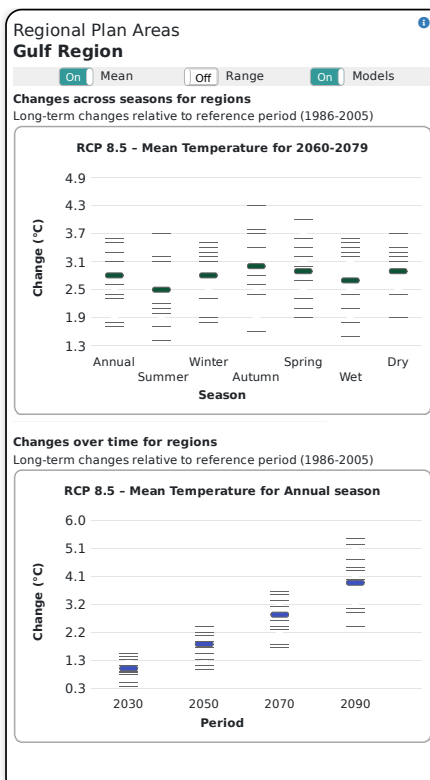 Regional Plan Areas
Gulf Region
On Mean Off Range On Models
Changes across seasons for regions
Long-term changes relative to reference period (1986-2005)
RCP 8.5 – Mean Temperature for 2060-2079
4.9
4.3
3.7
3.1
2.5
1.9
1.3
Change (°C)
Annual Winter Spring Dry
Summer Autumn Wet
Season
Changes over time for regions
Long-term changes relative to reference period (1986-2005)
RCP 8.5 – Mean Temperature for Annual season
6.0
5.1
4.1
3.2
2.2
1.3
0.3
Change (°C)
2030 2050 2070 2090
Period